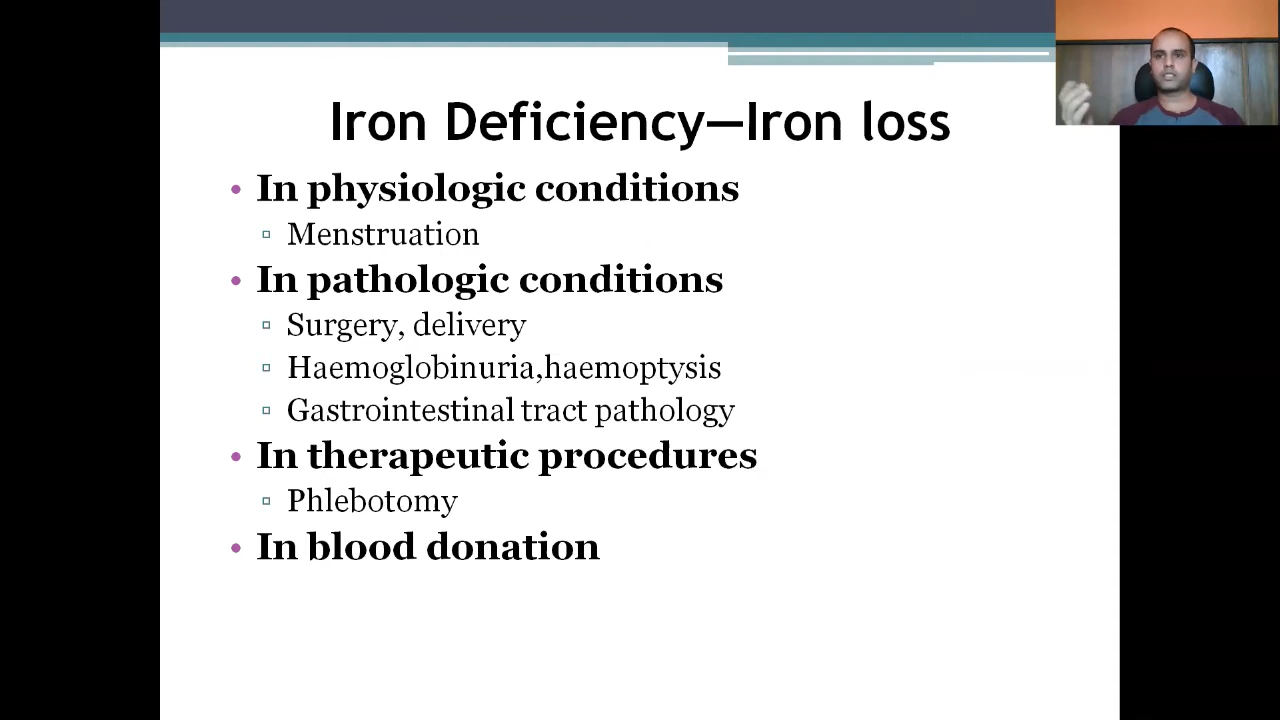 Iron Deficiency—Iron loss
• In physiologic conditions
▫ Menstruation
• In pathologic conditions
▫ Surgery, delivery
▫ Haemoglobinuria,haemoptysis
▫ Gastrointestinal tract pathology
• In therapeutic procedures
▫ Phlebotomy
• In blood donation